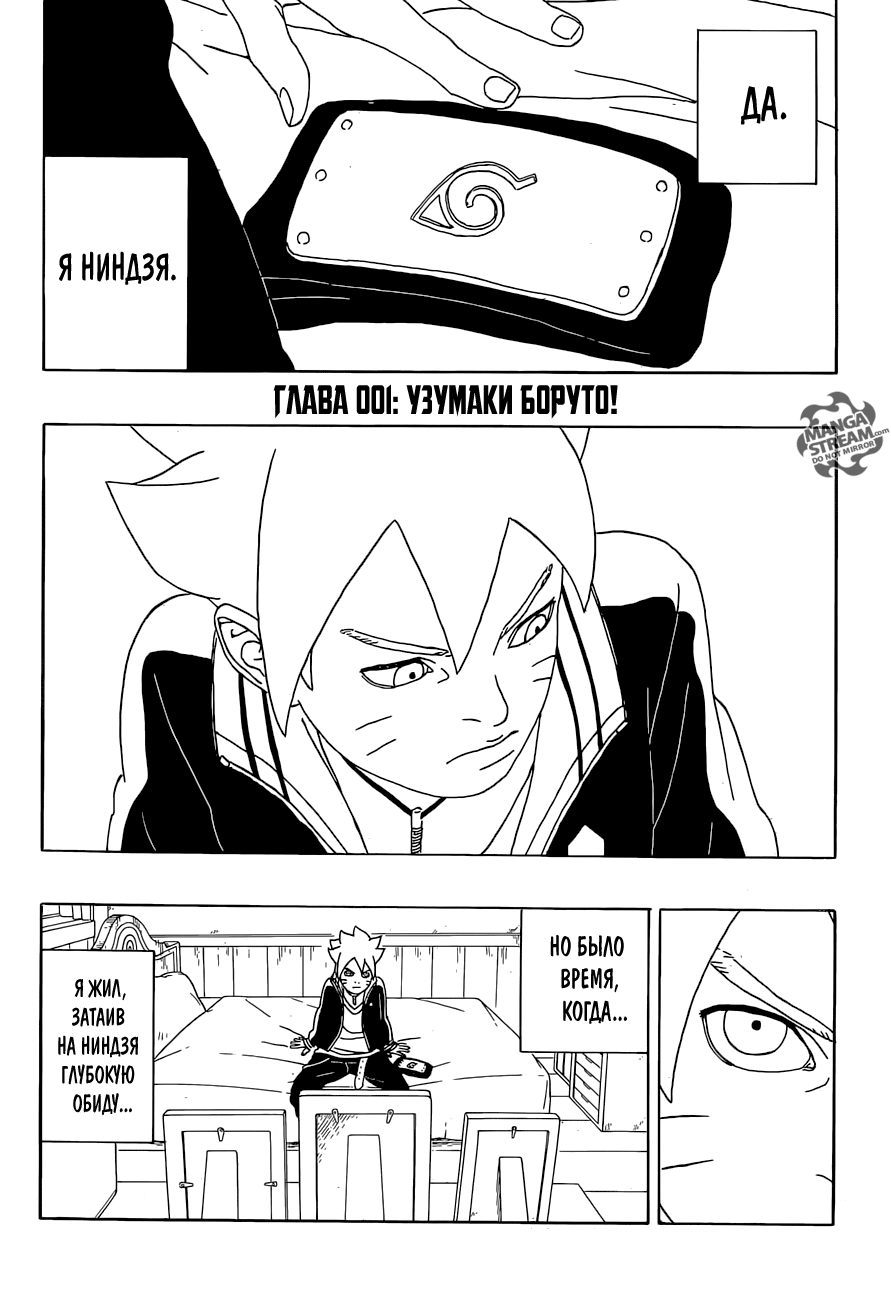 ДА.
Я НИНДЗЯ.
ГЛАВА 001: УЗУМАКИ БОРУТО!
MANGA
STREAM.com
DO NOT MIRROR
НО БЫЛО
ВРЕМЯ,
КОГДА...
Я ЖИЛ,
ЗАТАИВ
НА НИНДЗЯ
ГЛУБОКУЮ
ОБИДУ...